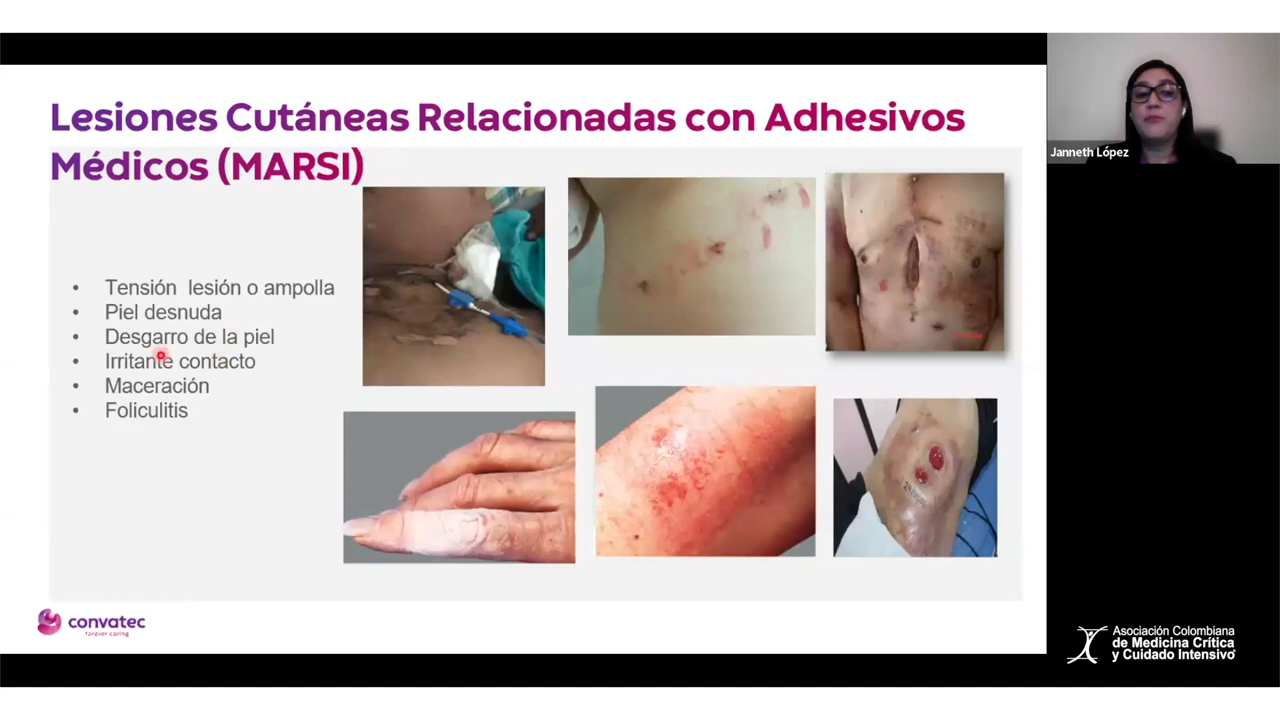 Lesiones Cutáneas Relacionadas con Adhesivos
Médicos (MARSI)
• Tensión lesión o ampolla
• Piel desnuda
• Desgarro de la piel
• Irritante contacto
• Maceración
• Foliculitis
convatec
forever caring
Janneth López
Asociación Colombiana
de Medicina Crítica
y Cuidado Intensivo